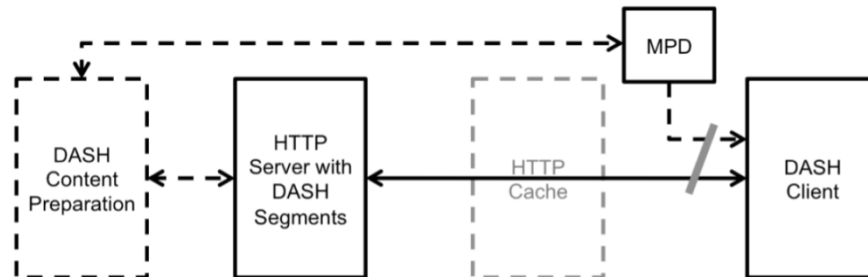 MPD
DASH
Content
Preparation
HTTP
Server with
DASH
Segments
HTTP
Cache
DASH
Client